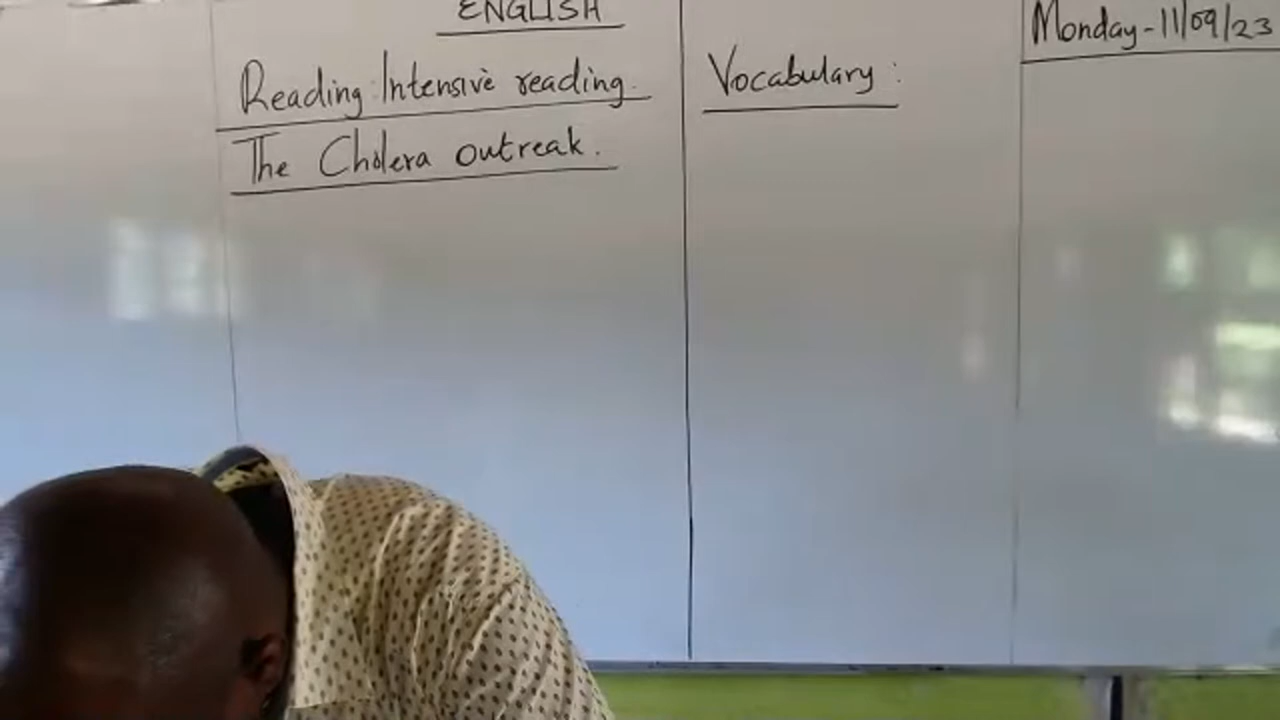 ENGLISH
Reading: Intensive reading.
The Cholera outreak.
Vocabulary:
Monday-11/09/23